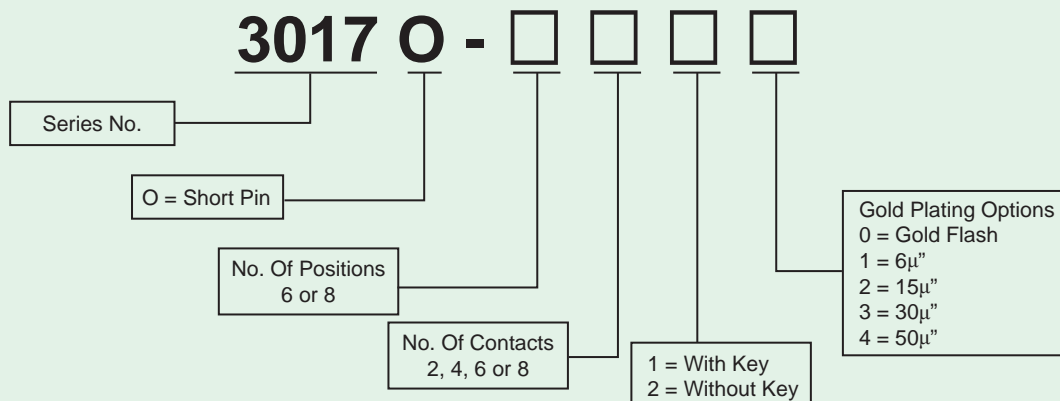 3017 O - □ □ □ □
Series No.
O = Short Pin
No. Of Positions
6 or 8
No. Of Contacts
2, 4, 6 or 8
1 = With Key
2 = Without Key
Gold Plating Options
0 = Gold Flash
1 = 6µ”
2 = 15µ”
3 = 30µ”
4 = 50µ”